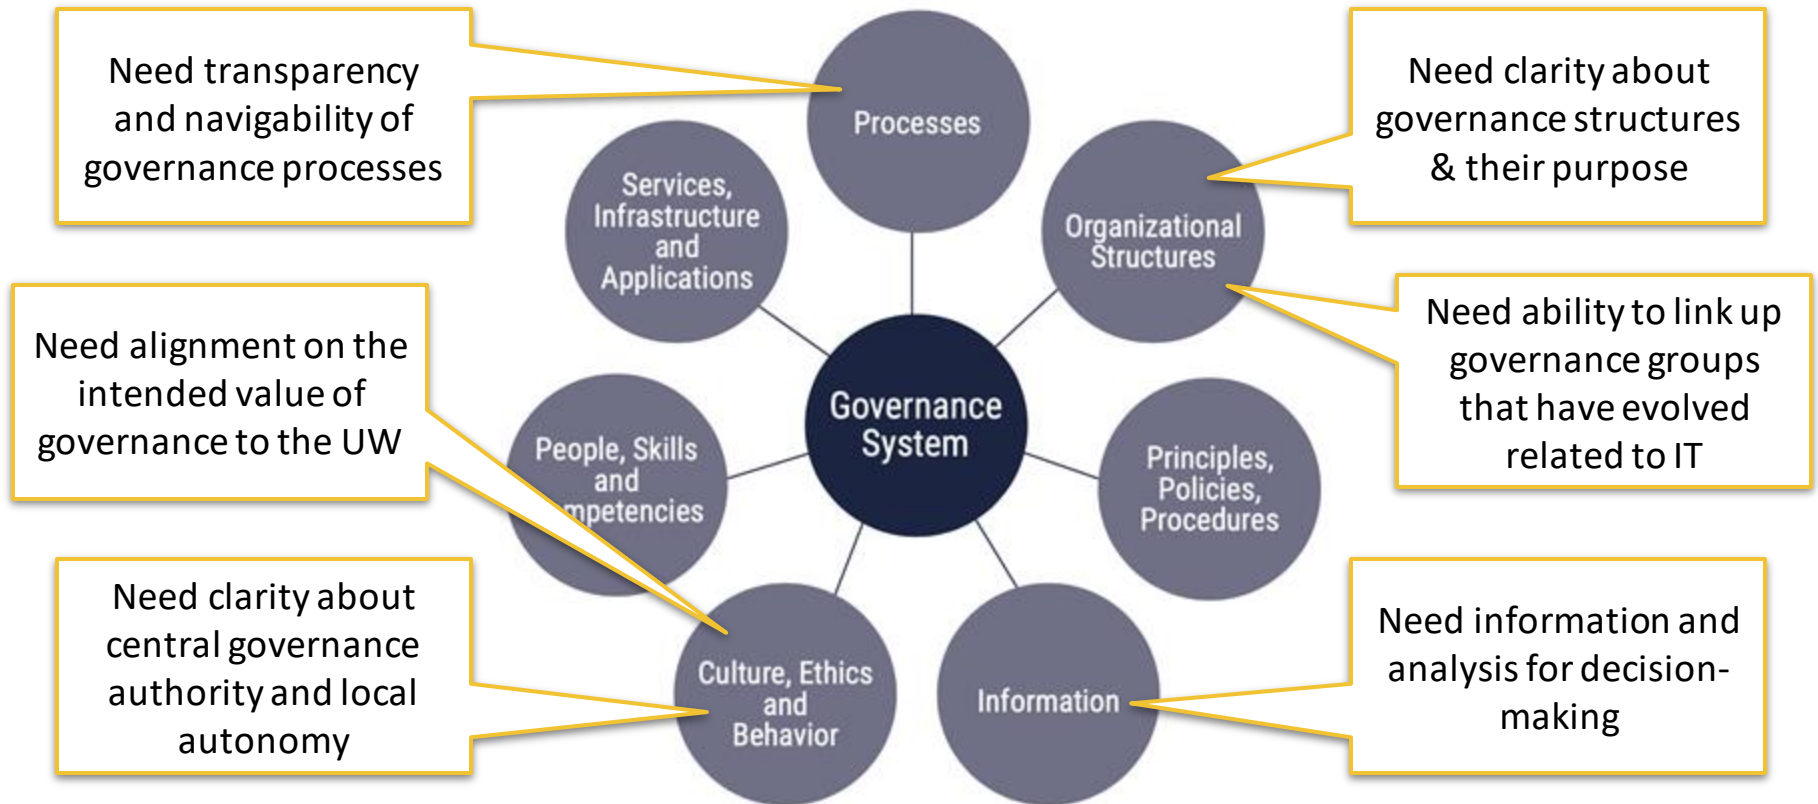 Need transparency
and navigability of
governance processes
Processes
Need clarity about
governance structures
& their purpose
Services,
Infrastructure
and
Applications
Organizational
Structures
Need alignment on the
intended value of
governance to the UW
Governance
System
Need ability to link up
governance groups
that have evolved
related to IT
People, Skills
and
mpetencies
Principles,
Policies,
Procedures
Need clarity about
central governance
authority and local
autonomy
Culture, Ethics
and
Behavior
Information
Need information and
analysis for decision-
making